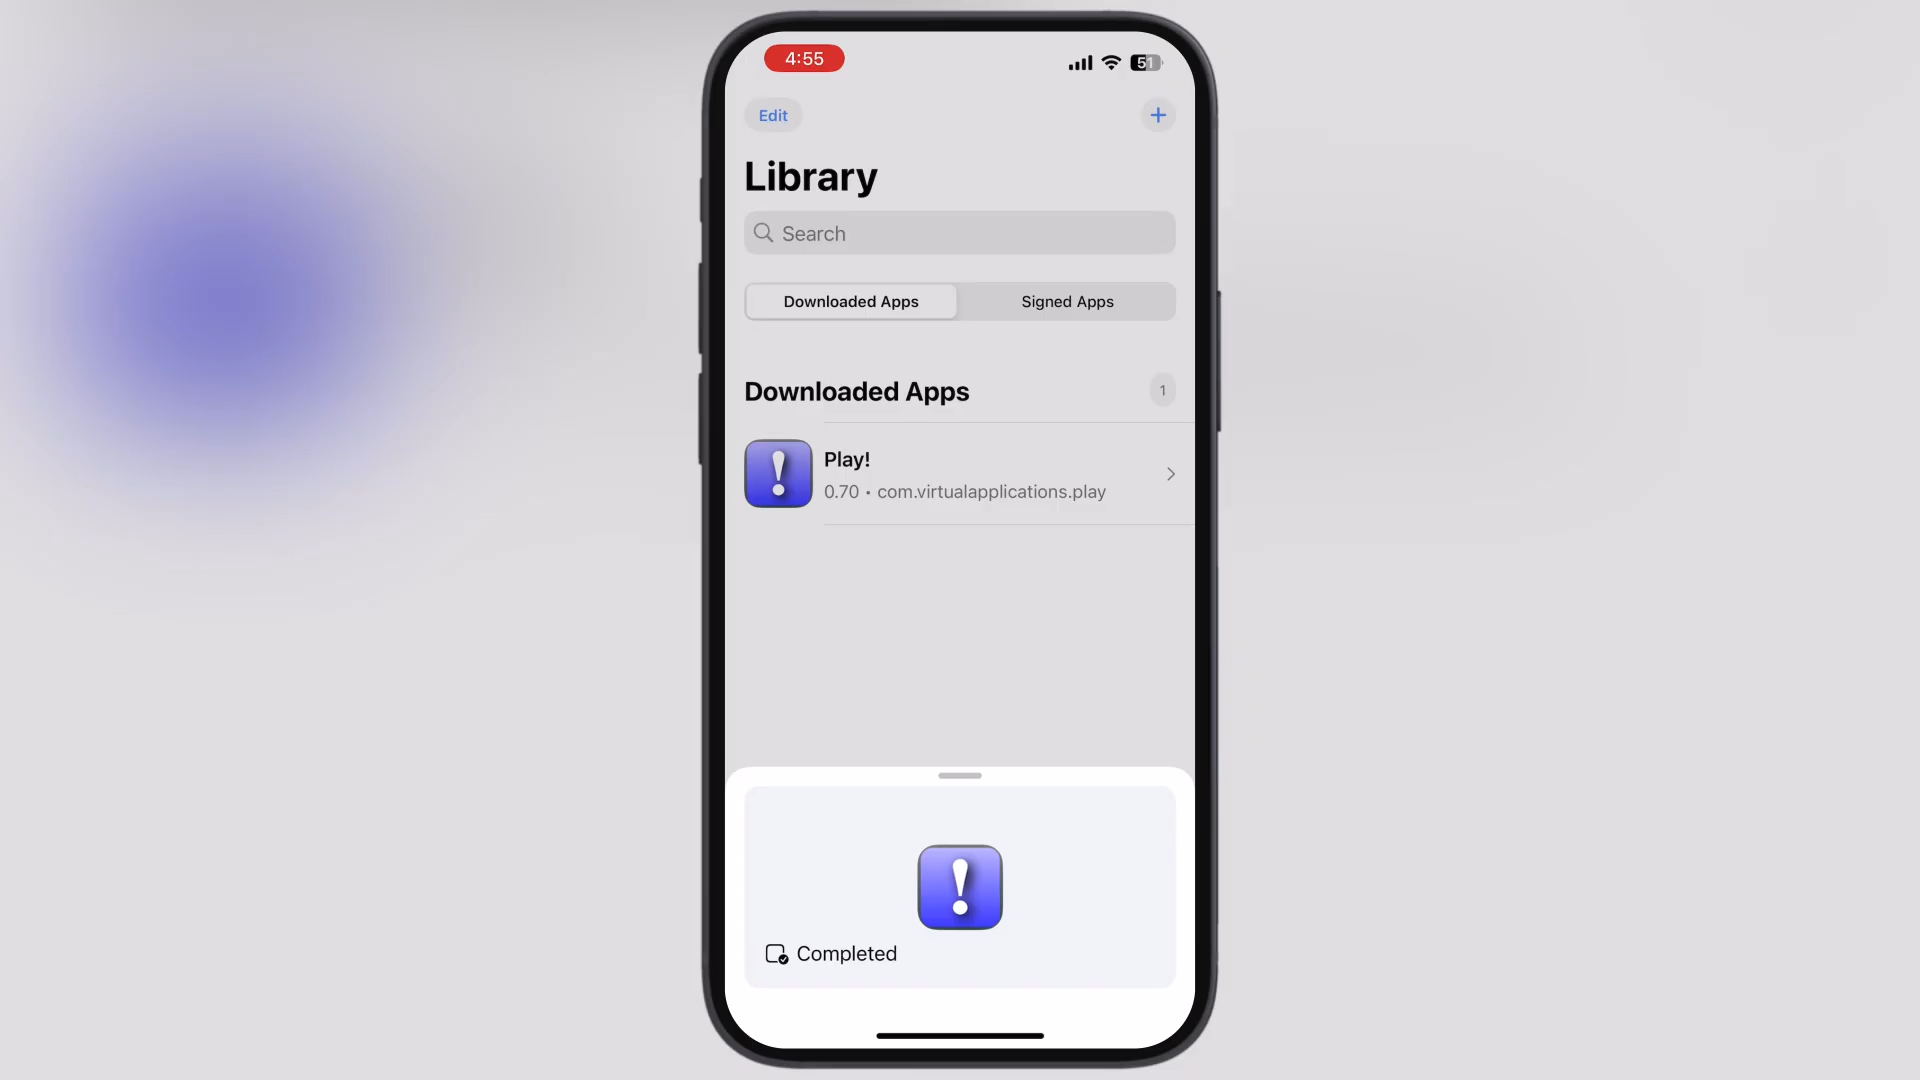 4:55
51
Edit
Library
Search
Downloaded Apps
Signed Apps
Downloaded Apps
1
Play!
0.70 • com.virtualapplications.play
Completed